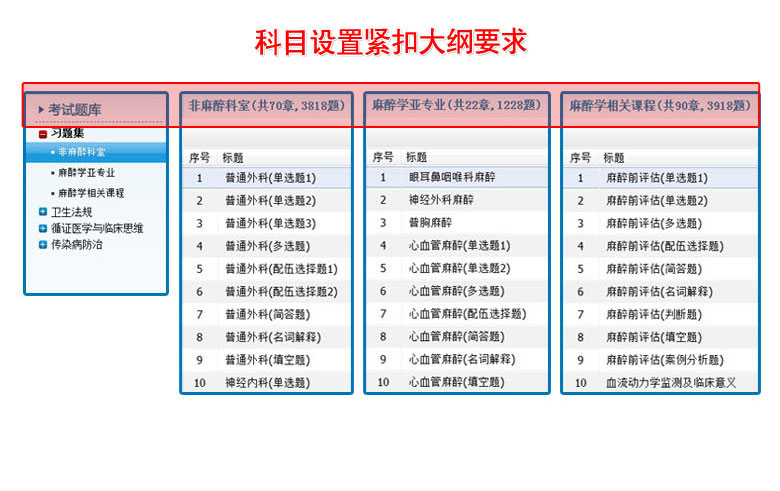 科目设置紧扣大纲要求
考试题库
习题集
非麻醉科室
麻醉学亚专业
麻醉学相关课程
卫生法规
循证医学与临床思维
传染病防治
非麻醉科室(共70章,3818题)
序号 标题
1 普通外科(单选题1)
2 普通外科(单选题2)
3 普通外科(单选题3)
4 普通外科(多选题)
5 普通外科(配伍选择题1)
6 普通外科(配伍选择题2)
7 普通外科(简答题)
8 普通外科(名词解释)
9 普通外科(填空题)
10 神经内科(单选题)
麻醉学亚专业(共22章,1228题)
序号 标题
1 眼耳鼻咽喉科麻醉
2 神经外科麻醉
3 普胸麻醉
4 心血管麻醉(单选题1)
5 心血管麻醉(单选题2)
6 心血管麻醉(多选题)
7 心血管麻醉(配伍选择题)
8 心血管麻醉(简答题)
9 心血管麻醉(名词解释)
10 心血管麻醉(填空题)
麻醉学相关课程(共90章,3918题)
序号 标题
1 麻醉前评估(单选题1)
2 麻醉前评估(单选题2)
3 麻醉前评估(多选题)
4 麻醉前评估(配伍选择题)
5 麻醉前评估(简答题)
6 麻醉前评估(名词解释)
7 麻醉前评估(判断题)
8 麻醉前评估(填空题)
9 麻醉前评估(案例分析题)
10 血流动力学监测及临床意义